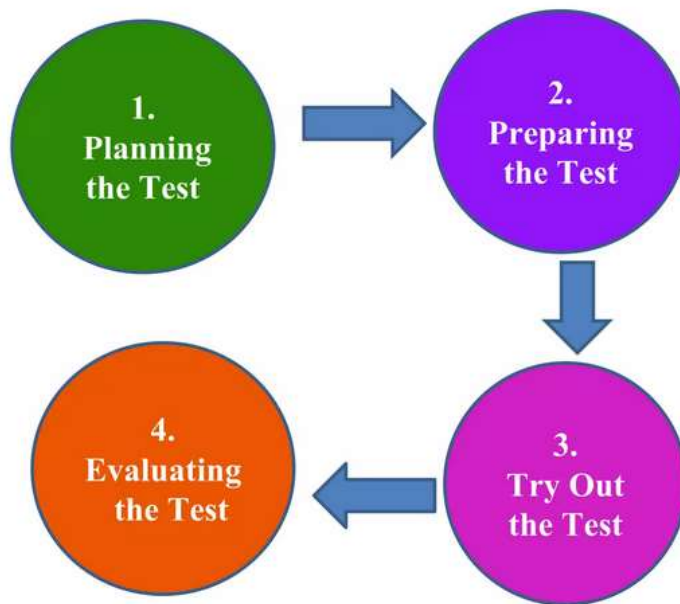 1.
Planning
the Test
2.
Preparing
the Test
3.
Try Out
the Test
4.
Evaluating
the Test